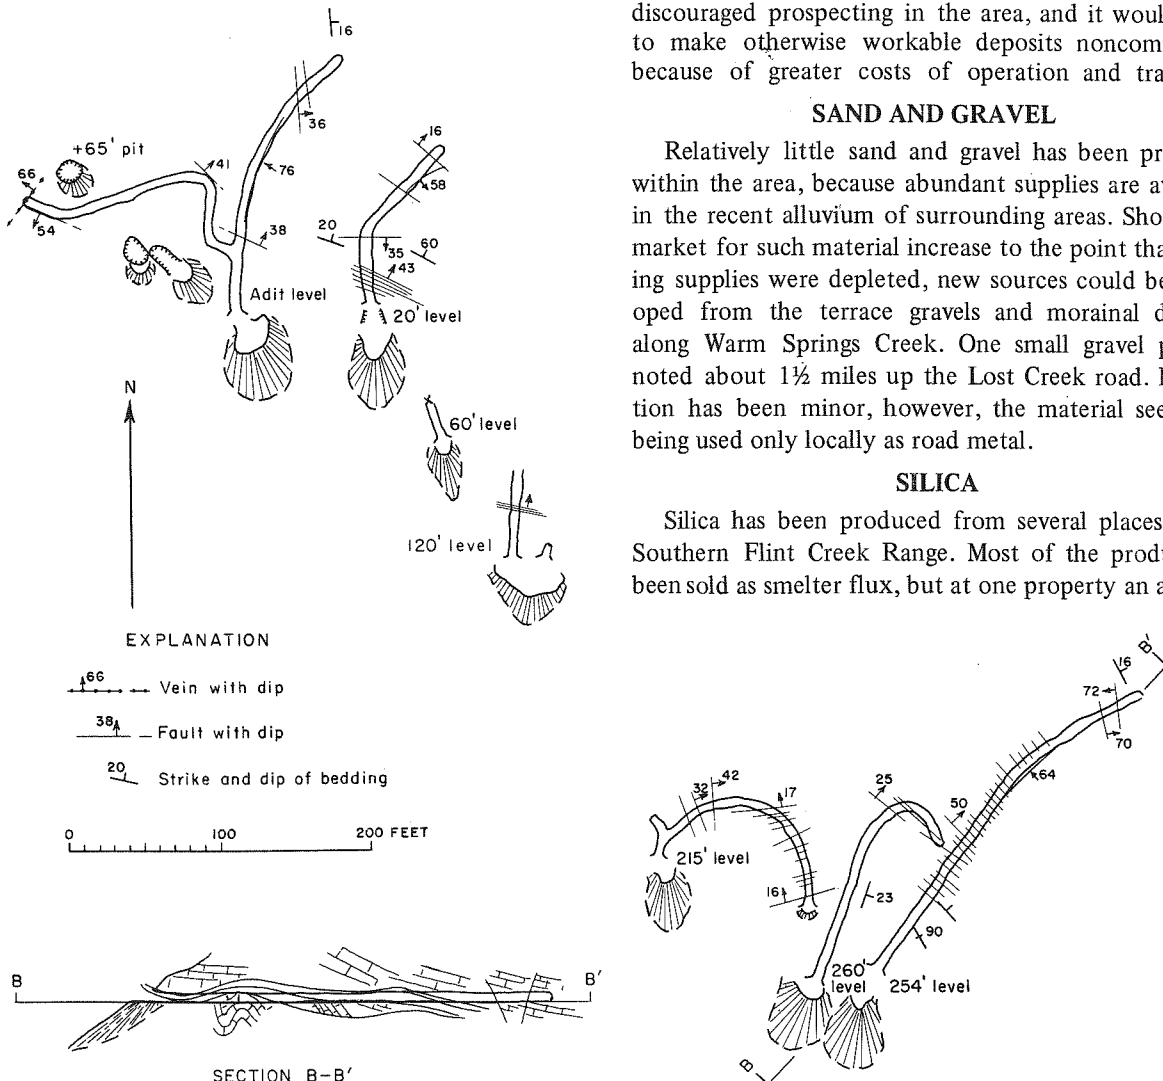 discouraged prospecting in the area, and it woul
to make otherwise workable deposits noncom
because of greater costs of operation and tra
SAND AND GRAVEL
Relatively little sand and gravel has been pr
within the area, because abundant supplies are a
in the recent alluvium of surrounding areas. Sho
market for such material increase to the point tha
ing supplies were depleted, new sources could be
oped from the terrace gravels and morainal d
along Warm Springs Creek. One small gravel p
noted about 1½ miles up the Lost Creek road.
tion has been minor, however, the material see
being used only locally as road metal.
SILICA
Silica has been produced from several places
Southern Flint Creek Range. Most of the produ
been sold as smelter flux, but at one property an a
16
36
+65' pit
41
76
66
54
38
Adit level
16
58
20
35
60
43
20' level
N
60' level
120' level
EXPLANATION
66 Vein with dip
38 Fault with dip
20 Strike and dip of bedding
0 100 200 FEET
B B'
SECTION B-B'
B'
16
72
70
64
50
25
42
32
17
215' level
16
23
90
260' level
254' level
B